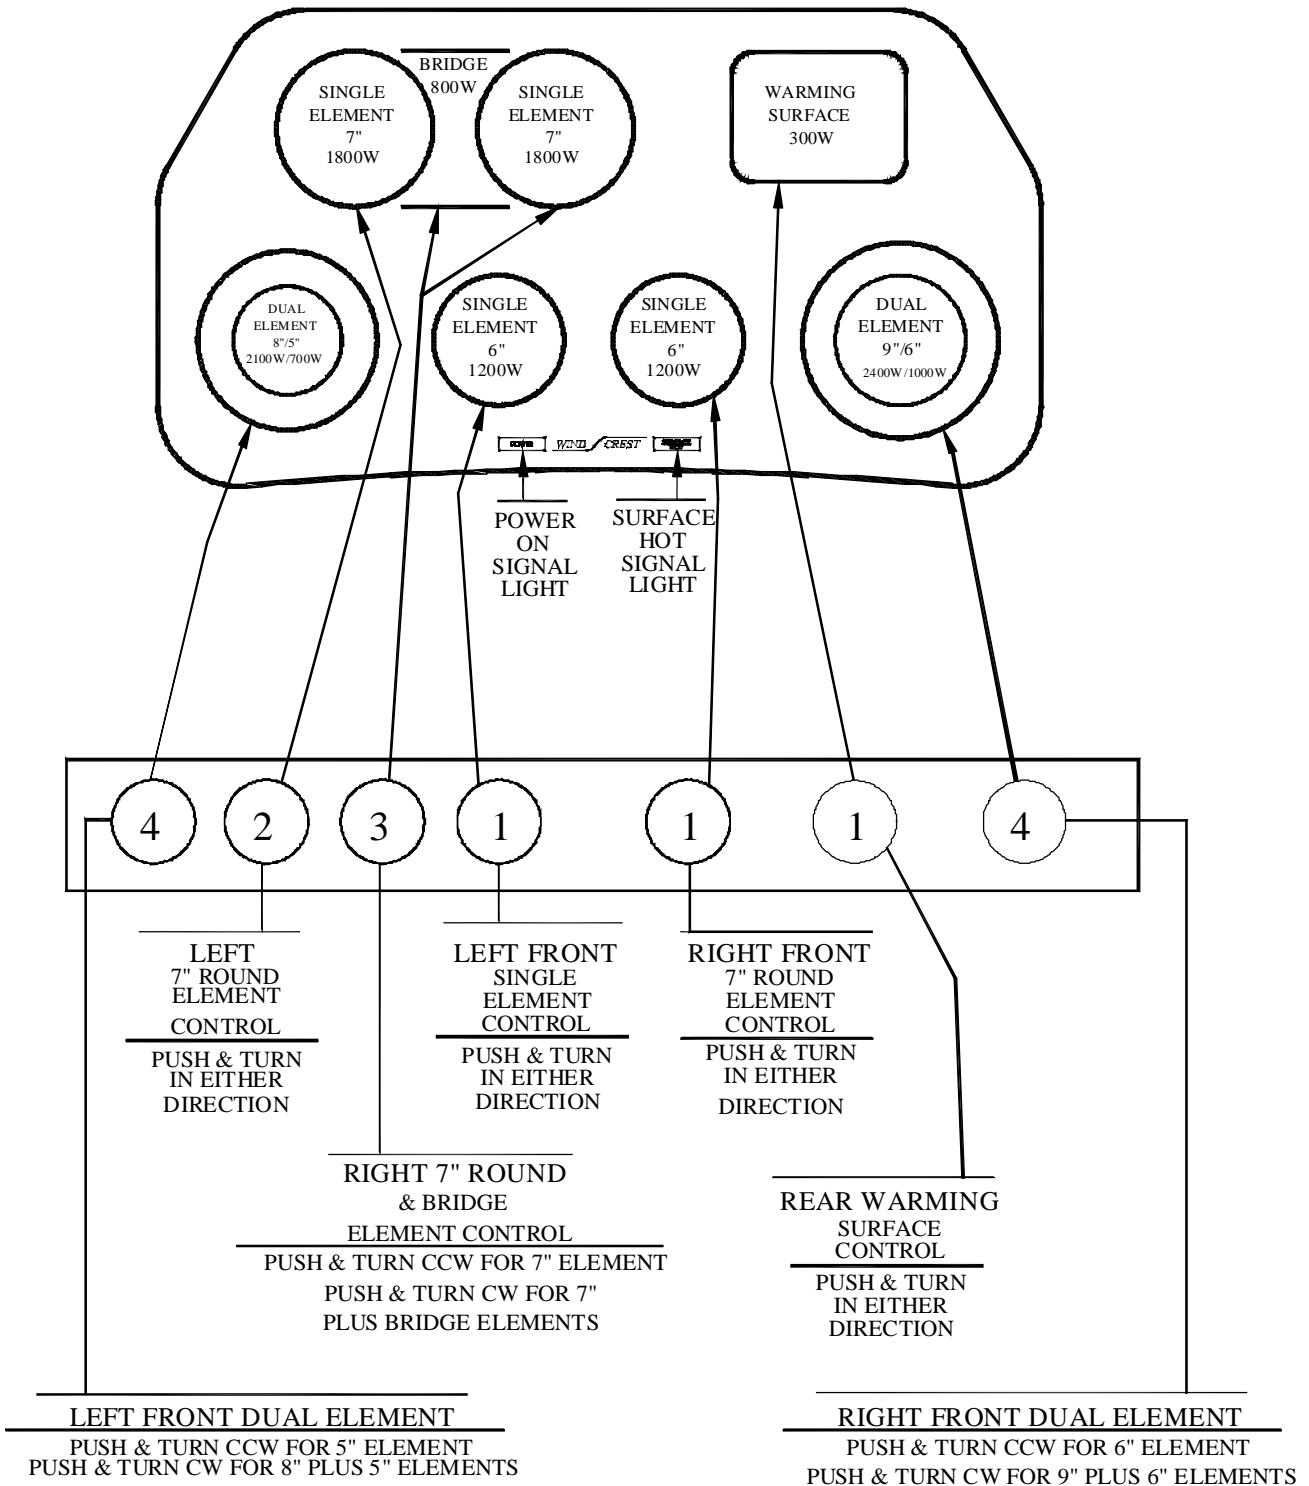 BRIDGE
800W
SINGLE
ELEMENT
7"
1800W
SINGLE
ELEMENT
7"
1800W
WARMING
SURFACE
300W
DUAL
ELEMENT
8"/5"
2100W/700W
SINGLE
ELEMENT
6"
1200W
SINGLE
ELEMENT
6"
1200W
DUAL
ELEMENT
9"/6"
2400W/1000W
WIND CREST
POWER
ON
SIGNAL
LIGHT
SURFACE
HOT
SIGNAL
LIGHT
4
2
3
1
1
1
4
LEFT
7" ROUND
ELEMENT
CONTROL
PUSH & TURN
IN EITHER
DIRECTION
LEFT FRONT
SINGLE
ELEMENT
CONTROL
PUSH & TURN
IN EITHER
DIRECTION
RIGHT FRONT
7" ROUND
ELEMENT
CONTROL
PUSH & TURN
IN EITHER
DIRECTION
RIGHT 7" ROUND
& BRIDGE
ELEMENT CONTROL
PUSH & TURN CCW FOR 7" ELEMENT
PUSH & TURN CW FOR 7"
PLUS BRIDGE ELEMENTS
REAR WARMING
SURFACE
CONTROL
PUSH & TURN
IN EITHER
DIRECTION
LEFT FRONT DUAL ELEMENT
PUSH & TURN CCW FOR 5" ELEMENT
PUSH & TURN CW FOR 8" PLUS 5" ELEMENTS
RIGHT FRONT DUAL ELEMENT
PUSH & TURN CCW FOR 6" ELEMENT
PUSH & TURN CW FOR 9" PLUS 6" ELEMENTS